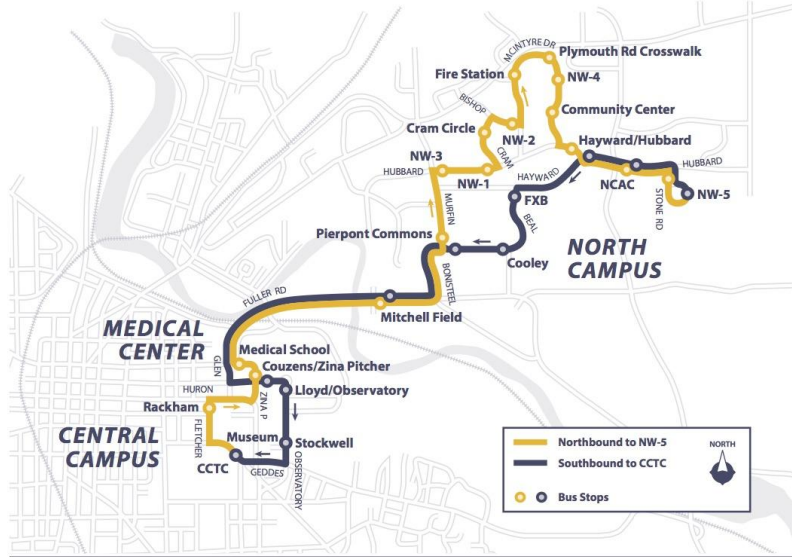 MCINTYRE DR
Plymouth Rd Crosswalk
Fire Station
NW-4
BISHOP
Community Center
Cram Circle
NW-2
Hayward/Hubbard
NW-3
CRAM
HUBBARD
HUBBARD
NW-1
HAYWARD
NCAC
NW-5
STONE RD
MURFIN
FXB
BEAL
Pierpont Commons
NORTH
CAMPUS
Cooley
BONISTEEL
FULLER RD
Mitchell Field
MEDICAL
CENTER
Medical School
GLEN
Couzens/Zina Pitcher
HURON
ZINA P
Lloyd/Observatory
Rackham
FLETCHER
CENTRAL
CAMPUS
Museum
Stockwell
CCTC
GEDDES
OBSERVATORY
Northbound to NW-5
Southbound to CCTC
Bus Stops
NORTH